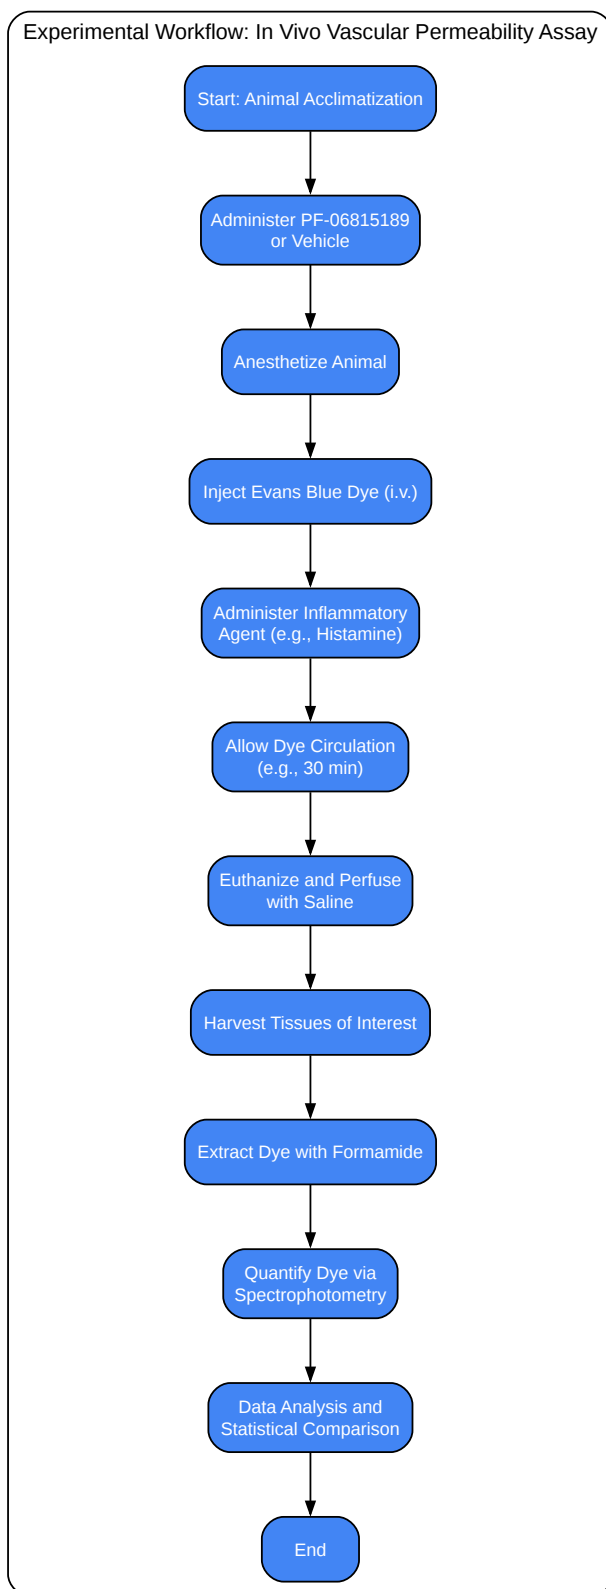 Experimental Workflow: In Vivo Vascular Permeability Assay
Start: Animal Acclimatization
Administer PF-06815189
or Vehicle
Anesthetize Animal
Inject Evans Blue Dye (i.v.)
Administer Inflammatory
Agent (e.g., Histamine)
Allow Dye Circulation
(e.g., 30 min)
Euthanize and Perfuse
with Saline
Harvest Tissues of Interest
Extract Dye with Formamide
Quantify Dye via
Spectrophotometry
Data Analysis and
Statistical Comparison
End